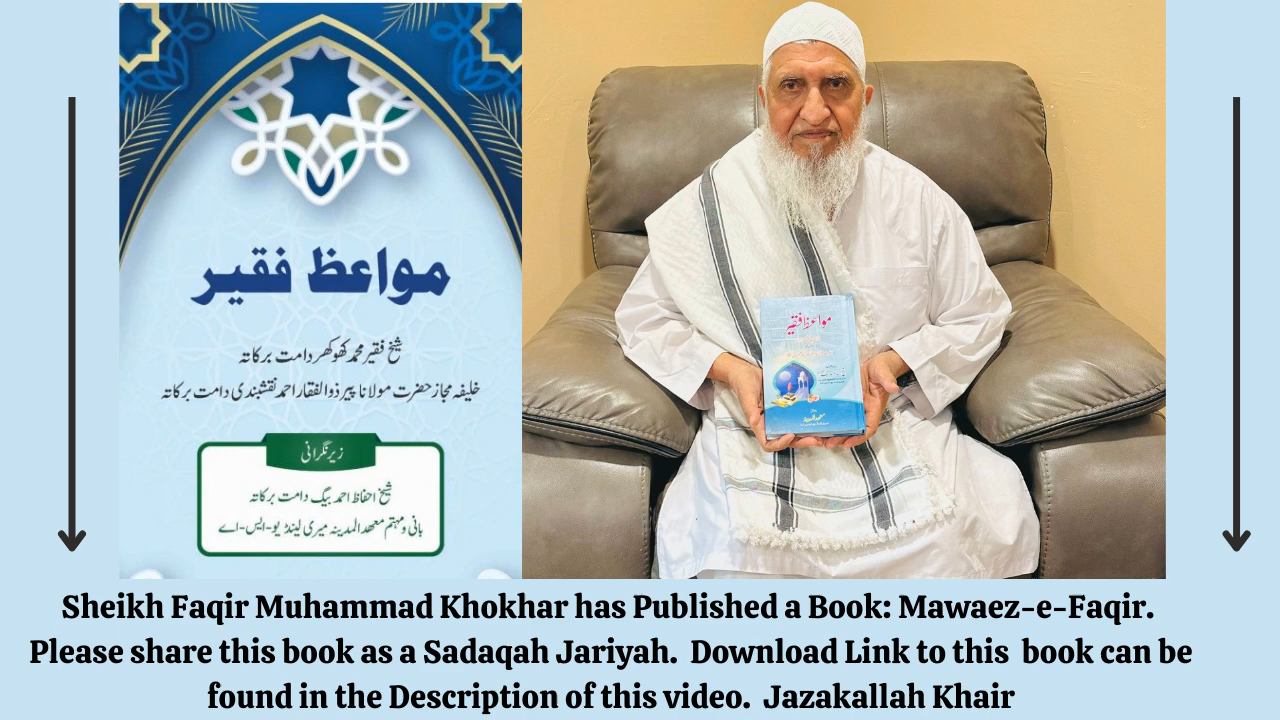 مواعظ فقیر
شیخ فقیر محمد کھوکھر دامت برکاتہ
خلیفہ مجاز حضرت مولانا پیر ذوالفقار احمد نقشبندی دامت برکاتہ
زیر نگرانی
شیخ احفاظ احمد بیگ دامت برکاتہ
بانی و مہتمم معھد المدینہ میری لینڈ یو-ایس-اے
مواعظ فقیر
Sheikh Faqir Muhammad Khokhar has Published a Book: Mawaez-e-Faqir.
Please share this book as a Sadaqah Jariyah. Download Link to this book can be
found in the Description of this video. Jazakallah Khair